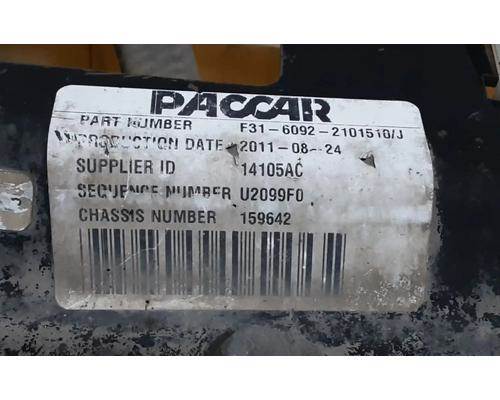 PACCAR
PART NUMBER F31-6092-2101510/J
PRODUCTION DATE 2011-08-24
SUPPLIER ID 14105AC
SEQUENCE NUMBER U2099F0
CHASSIS NUMBER 159642
3